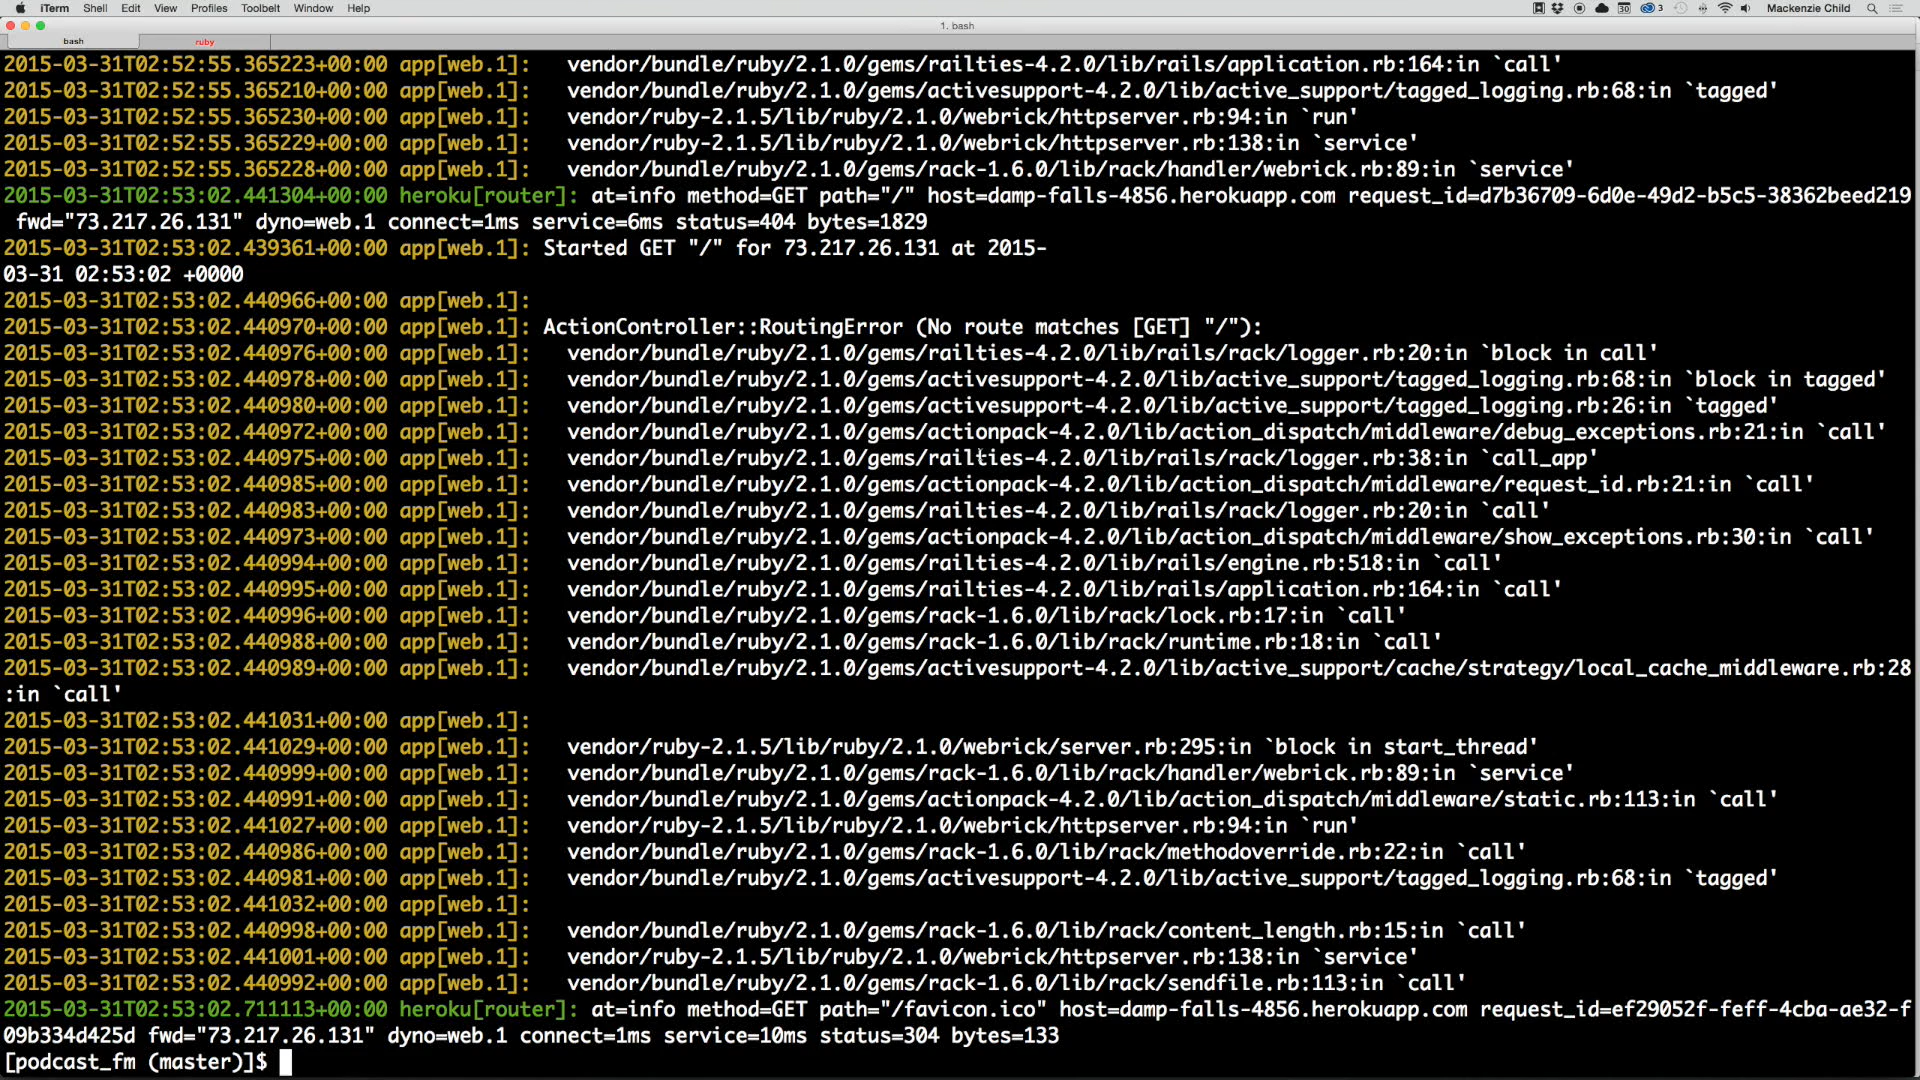 iTerm Shell Edit View Profiles Toolbelt Window Help 30 3 Mackenzie Child
1. bash
bash ruby
2015-03-31T02:52:55.365223+00:00 app[web.1]: vendor/bundle/ruby/2.1.0/gems/railties-4.2.0/lib/rails/application.rb:164:in `call'
2015-03-31T02:52:55.365210+00:00 app[web.1]: vendor/bundle/ruby/2.1.0/gems/activesupport-4.2.0/lib/active_support/tagged_logging.rb:68:in `tagged'
2015-03-31T02:52:55.365230+00:00 app[web.1]: vendor/ruby-2.1.5/lib/ruby/2.1.0/webrick/httpserver.rb:94:in `run'
2015-03-31T02:52:55.365229+00:00 app[web.1]: vendor/ruby-2.1.5/lib/ruby/2.1.0/webrick/httpserver.rb:138:in `service'
2015-03-31T02:52:55.365228+00:00 app[web.1]: vendor/bundle/ruby/2.1.0/gems/rack-1.6.0/lib/rack/handler/webrick.rb:89:in `service'
2015-03-31T02:53:02.441304+00:00 heroku[router]: at=info method=GET path="/" host=damp-falls-4856.herokuapp.com request_id=d7b36709-6d0e-49d2-b5c5-38362beed219
fwd="73.217.26.131" dyno=web.1 connect=1ms service=6ms status=404 bytes=1829
2015-03-31T02:53:02.439361+00:00 app[web.1]: Started GET "/" for 73.217.26.131 at 2015-
03-31 02:53:02 +0000
2015-03-31T02:53:02.440966+00:00 app[web.1]:
2015-03-31T02:53:02.440970+00:00 app[web.1]: ActionController::RoutingError (No route matches [GET] "/"):
2015-03-31T02:53:02.440976+00:00 app[web.1]: vendor/bundle/ruby/2.1.0/gems/railties-4.2.0/lib/rails/rack/logger.rb:20:in `block in call'
2015-03-31T02:53:02.440978+00:00 app[web.1]: vendor/bundle/ruby/2.1.0/gems/activesupport-4.2.0/lib/active_support/tagged_logging.rb:68:in `block in tagged'
2015-03-31T02:53:02.440980+00:00 app[web.1]: vendor/bundle/ruby/2.1.0/gems/activesupport-4.2.0/lib/active_support/tagged_logging.rb:26:in `tagged'
2015-03-31T02:53:02.440972+00:00 app[web.1]: vendor/bundle/ruby/2.1.0/gems/actionpack-4.2.0/lib/action_dispatch/middleware/debug_exceptions.rb:21:in `call'
2015-03-31T02:53:02.440975+00:00 app[web.1]: vendor/bundle/ruby/2.1.0/gems/railties-4.2.0/lib/rails/rack/logger.rb:38:in `call_app'
2015-03-31T02:53:02.440985+00:00 app[web.1]: vendor/bundle/ruby/2.1.0/gems/actionpack-4.2.0/lib/action_dispatch/middleware/request_id.rb:21:in `call'
2015-03-31T02:53:02.440983+00:00 app[web.1]: vendor/bundle/ruby/2.1.0/gems/railties-4.2.0/lib/rails/rack/logger.rb:20:in `call'
2015-03-31T02:53:02.440973+00:00 app[web.1]: vendor/bundle/ruby/2.1.0/gems/actionpack-4.2.0/lib/action_dispatch/middleware/show_exceptions.rb:30:in `call'
2015-03-31T02:53:02.440994+00:00 app[web.1]: vendor/bundle/ruby/2.1.0/gems/railties-4.2.0/lib/rails/engine.rb:518:in `call'
2015-03-31T02:53:02.440995+00:00 app[web.1]: vendor/bundle/ruby/2.1.0/gems/railties-4.2.0/lib/rails/application.rb:164:in `call'
2015-03-31T02:53:02.440996+00:00 app[web.1]: vendor/bundle/ruby/2.1.0/gems/rack-1.6.0/lib/rack/lock.rb:17:in `call'
2015-03-31T02:53:02.440988+00:00 app[web.1]: vendor/bundle/ruby/2.1.0/gems/rack-1.6.0/lib/rack/runtime.rb:18:in `call'
2015-03-31T02:53:02.440989+00:00 app[web.1]: vendor/bundle/ruby/2.1.0/gems/activesupport-4.2.0/lib/active_support/cache/strategy/local_cache_middleware.rb:28
:in `call'
2015-03-31T02:53:02.441031+00:00 app[web.1]:
2015-03-31T02:53:02.441029+00:00 app[web.1]: vendor/ruby-2.1.5/lib/ruby/2.1.0/webrick/server.rb:295:in `block in start_thread'
2015-03-31T02:53:02.440999+00:00 app[web.1]: vendor/bundle/ruby/2.1.0/gems/rack-1.6.0/lib/rack/handler/webrick.rb:89:in `service'
2015-03-31T02:53:02.440991+00:00 app[web.1]: vendor/bundle/ruby/2.1.0/gems/actionpack-4.2.0/lib/action_dispatch/middleware/static.rb:113:in `call'
2015-03-31T02:53:02.441027+00:00 app[web.1]: vendor/ruby-2.1.5/lib/ruby/2.1.0/webrick/httpserver.rb:94:in `run'
2015-03-31T02:53:02.440986+00:00 app[web.1]: vendor/bundle/ruby/2.1.0/gems/rack-1.6.0/lib/rack/methodoverride.rb:22:in `call'
2015-03-31T02:53:02.440981+00:00 app[web.1]: vendor/bundle/ruby/2.1.0/gems/activesupport-4.2.0/lib/active_support/tagged_logging.rb:68:in `tagged'
2015-03-31T02:53:02.441032+00:00 app[web.1]:
2015-03-31T02:53:02.440998+00:00 app[web.1]: vendor/bundle/ruby/2.1.0/gems/rack-1.6.0/lib/rack/content_length.rb:15:in `call'
2015-03-31T02:53:02.441001+00:00 app[web.1]: vendor/ruby-2.1.5/lib/ruby/2.1.0/webrick/httpserver.rb:138:in `service'
2015-03-31T02:53:02.440992+00:00 app[web.1]: vendor/bundle/ruby/2.1.0/gems/rack-1.6.0/lib/rack/sendfile.rb:113:in `call'
2015-03-31T02:53:02.711113+00:00 heroku[router]: at=info method=GET path="/favicon.ico" host=damp-falls-4856.herokuapp.com request_id=ef29052f-feff-4cba-ae32-f
09b334d425d fwd="73.217.26.131" dyno=web.1 connect=1ms service=10ms status=304 bytes=133
[podcast_fm (master)]$